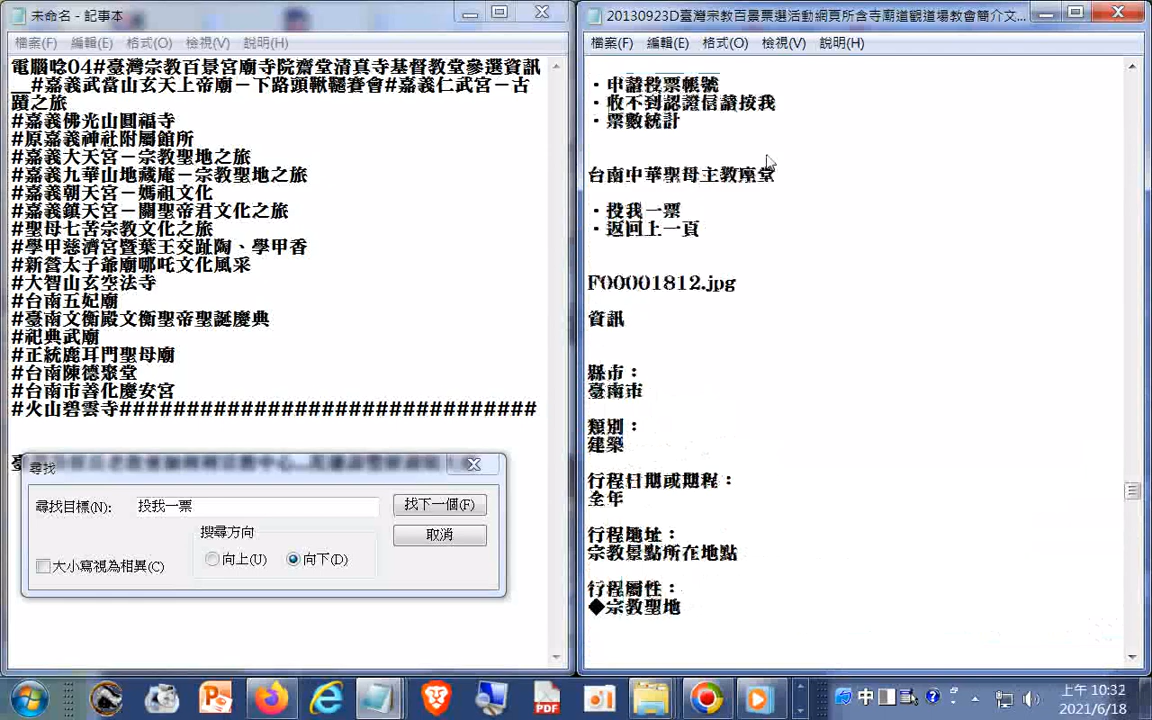 未命名 - 記事本
檔案(F) 編輯(E) 格式(O) 檢視(V) 說明(H)
電腦唸04#臺灣宗教百景宮廟寺院齋堂清真寺基督教堂參選資訊
__#嘉義武當山玄天上帝廟－下路頭鞦韆賽會#嘉義仁武宮－古
蹟之旅
#嘉義佛光山圓福寺
#原嘉義神社附屬館所
#嘉義大天宮－宗教聖地之旅
#嘉義九華山地藏庵－宗教聖地之旅
#嘉義朝天宮－媽祖文化
#嘉義鎮天宮－關聖帝君文化之旅
#聖母七苦宗教文化之旅
#學甲慈濟宮暨葉王交趾陶、學甲香
#新營太子爺廟哪吒文化風采
#大智山玄空法寺
#台南五妃廟
#臺南文衡殿文衡聖帝聖誕慶典
#祀典武廟
#正統鹿耳門聖母廟
#台南陳德聚堂
#台南市善化慶安宮
#火山碧雲寺###############################
尋找
尋找目標(N): 投我一票 找下一個(F)
搜尋方向 取消
大小寫視為相異(C) 向上(U) 向下(D)
20130923D臺灣宗教百景票選活動網頁所含寺廟道觀道場教會簡介文...
檔案(F) 編輯(E) 格式(O) 檢視(V) 說明(H)
・申請投票帳號
・收不到認證信請按我
・票數統計
台南中華聖母主教座堂
・投我一票
・返回上一頁
F00001812.jpg
資訊
縣市：
臺南市
類別：
建築
行程日期或期程：
全年
行程地址：
宗教景點所在地點
行程屬性：
◆宗教聖地
PDF
中
上午 10:32
2021/6/18